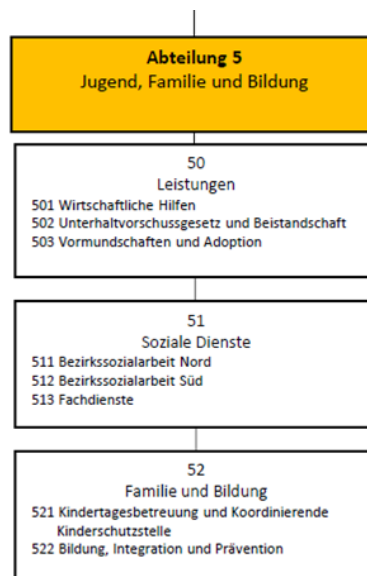 Abteilung 5
Jugend, Familie und Bildung
50
Leistungen
501 Wirtschaftliche Hilfen
502 Unterhaltvorschussgesetz und Beistandschaft
503 Vormundschaften und Adoption
51
Soziale Dienste
511 Bezirkssozialarbeit Nord
512 Bezirkssozialarbeit Süd
513 Fachdienste
52
Familie und Bildung
521 Kindertagesbetreuung und Koordinierende
Kinderschutzstelle
522 Bildung, Integration und Prävention